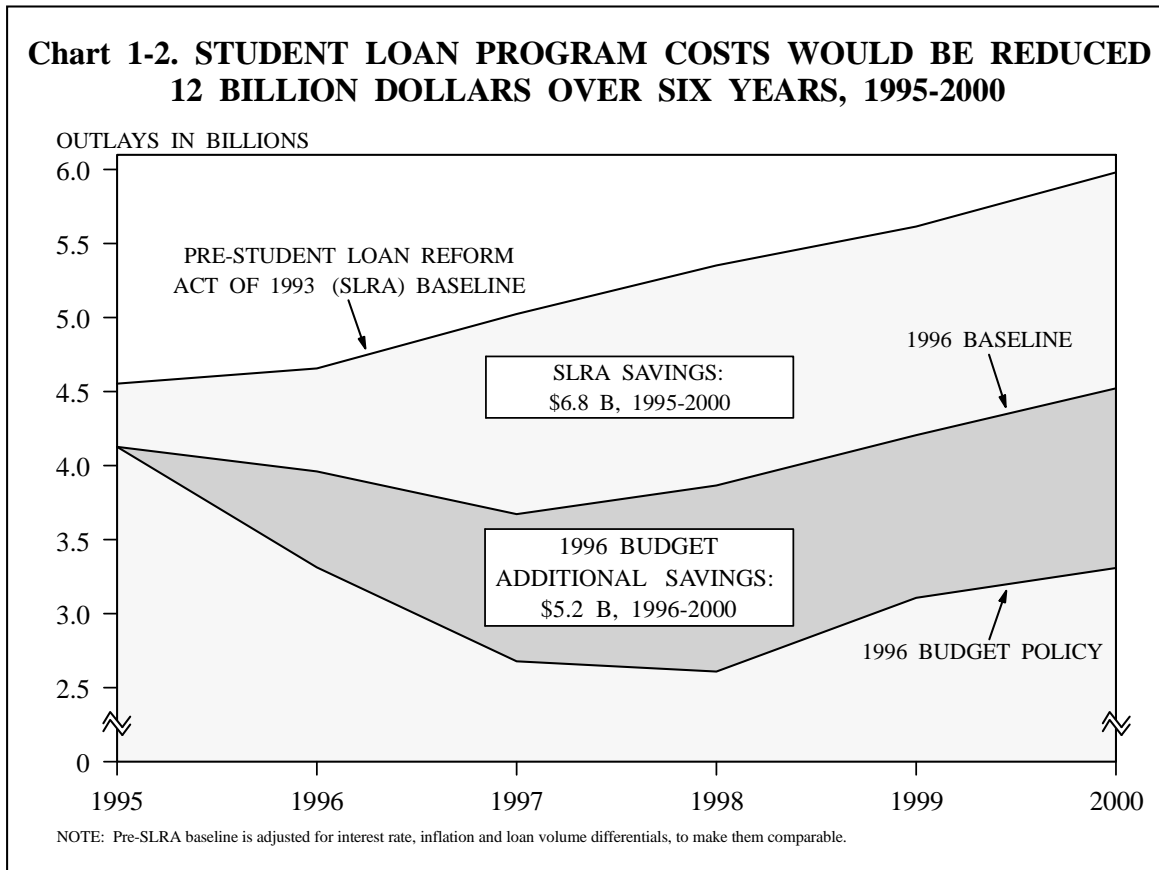 Chart 1-2. STUDENT LOAN PROGRAM COSTS WOULD BE REDUCED
12 BILLION DOLLARS OVER SIX YEARS, 1995-2000
OUTLAYS IN BILLIONS
6.0
5.5
5.0
4.5
4.0
3.5
3.0
2.5
0
PRE-STUDENT LOAN REFORM
ACT OF 1993 (SLRA) BASELINE
1996 BASELINE
SLRA SAVINGS:
$6.8 B, 1995-2000
1996 BUDGET
ADDITIONAL SAVINGS:
$5.2 B, 1996-2000
1996 BUDGET POLICY
1995
1996
1997
1998
1999
2000
NOTE: Pre-SLRA baseline is adjusted for interest rate, inflation and loan volume differentials, to make them comparable.